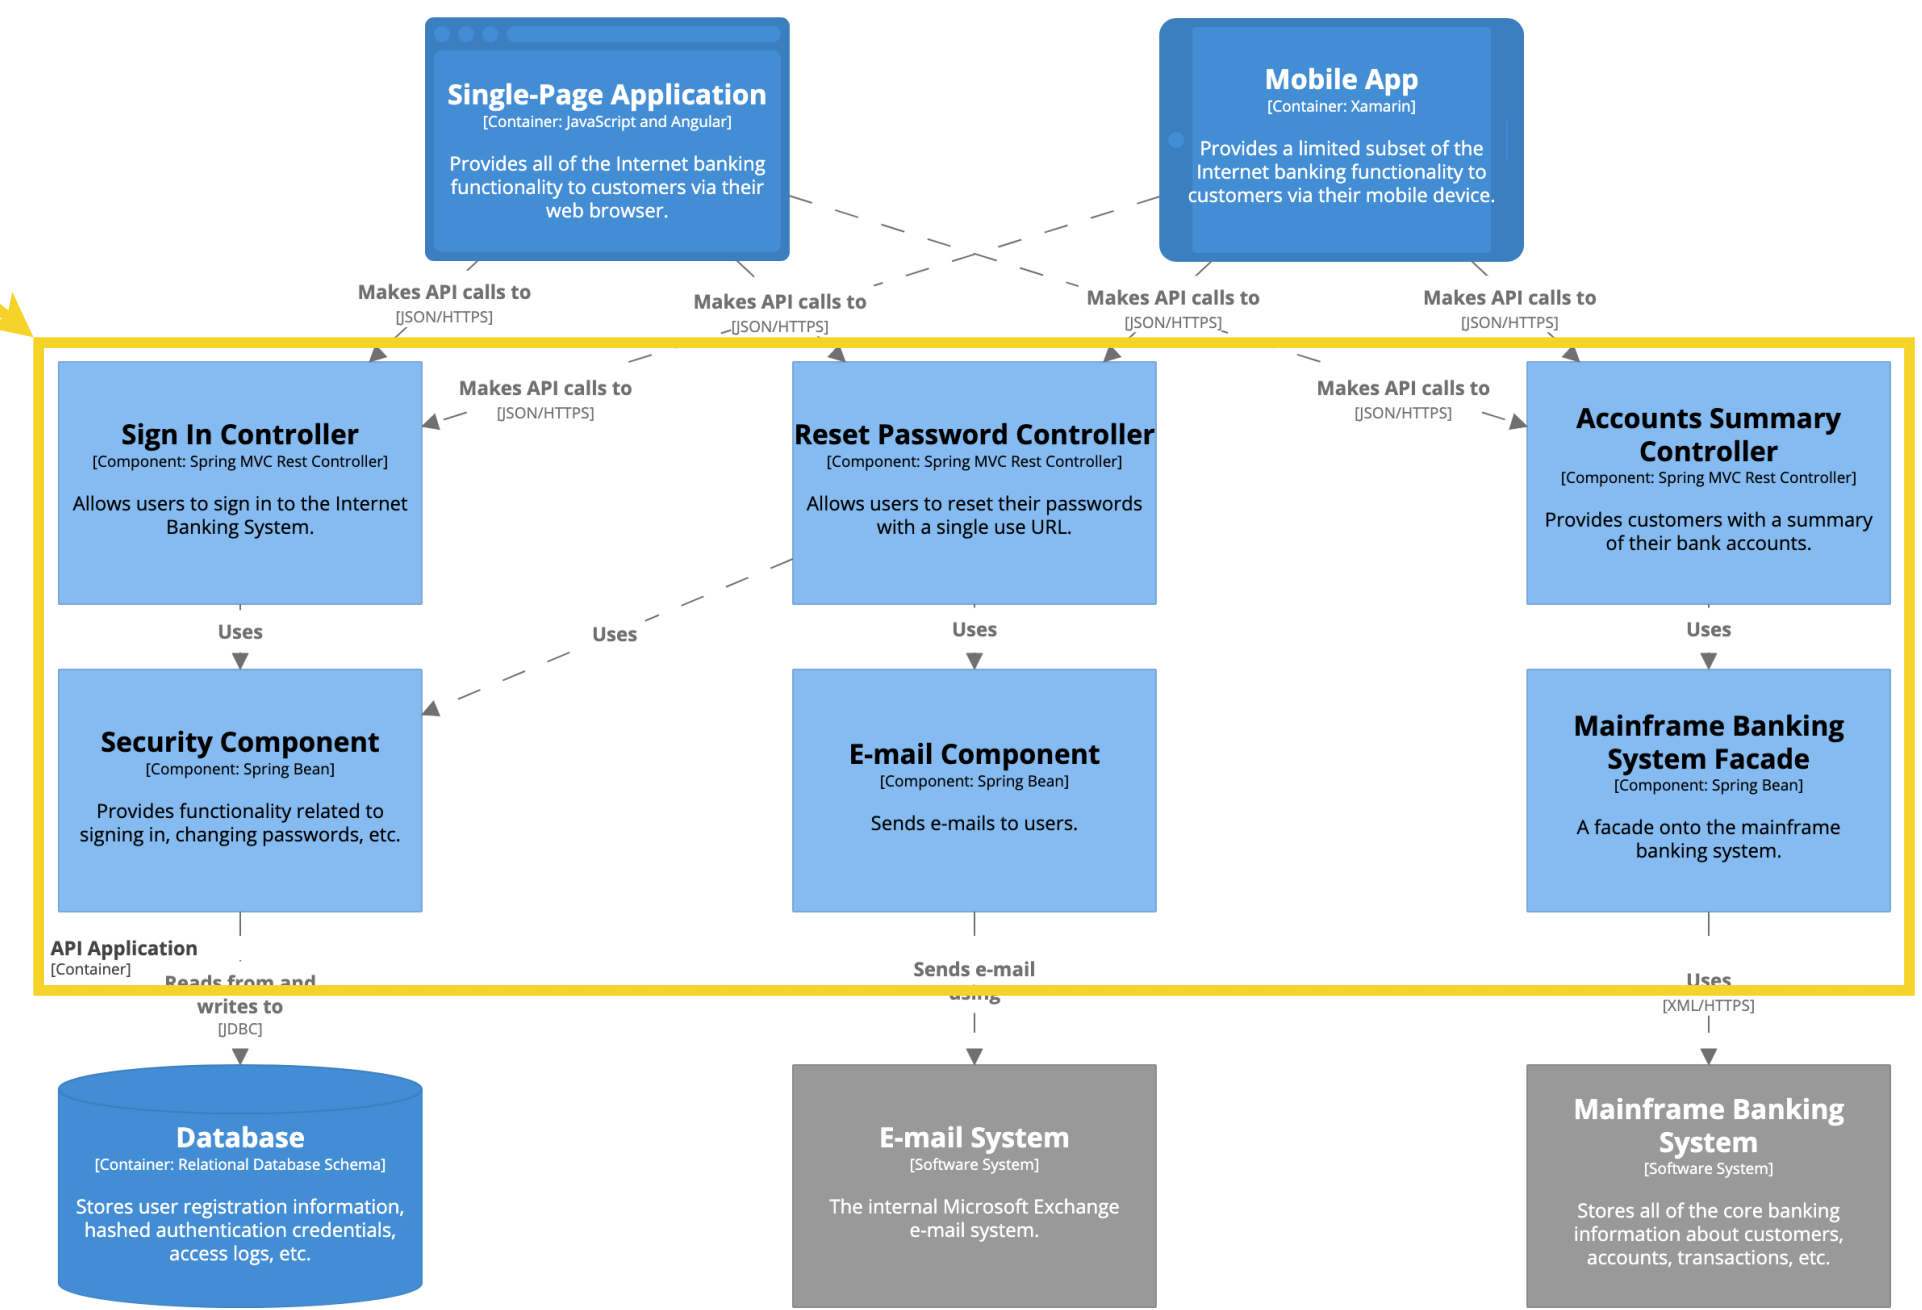 Single-Page Application
[Container: JavaScript and Angular]
Provides all of the Internet banking
functionality to customers via their
web browser.
Mobile App
[Container: Xamarin]
Provides a limited subset of the
Internet banking functionality to
customers via their mobile device.
Makes API calls to
[JSON/HTTPS]
Makes API calls to
[JSON/HTTPS]
Makes API calls to
[JSON/HTTPS]
Makes API calls to
[JSON/HTTPS]
Makes API calls to
[JSON/HTTPS]
Makes API calls to
[JSON/HTTPS]
Sign In Controller
[Component: Spring MVC Rest Controller]
Allows users to sign in to the Internet
Banking System.
Reset Password Controller
[Component: Spring MVC Rest Controller]
Allows users to reset their passwords
with a single use URL.
Accounts Summary
Controller
[Component: Spring MVC Rest Controller]
Provides customers with a summary
of their bank accounts.
Uses
Uses
Uses
Uses
Security Component
[Component: Spring Bean]
Provides functionality related to
signing in, changing passwords, etc.
E-mail Component
[Component: Spring Bean]
Sends e-mails to users.
Mainframe Banking
System Facade
[Component: Spring Bean]
A facade onto the mainframe
banking system.
API Application
[Container]
Reads from and
writes to
[JDBC]
Sends e-mail
using
Uses
[XML/HTTPS]
Database
[Container: Relational Database Schema]
Stores user registration information,
hashed authentication credentials,
access logs, etc.
E-mail System
[Software System]
The internal Microsoft Exchange
e-mail system.
Mainframe Banking
System
[Software System]
Stores all of the core banking
information about customers,
accounts, transactions, etc.